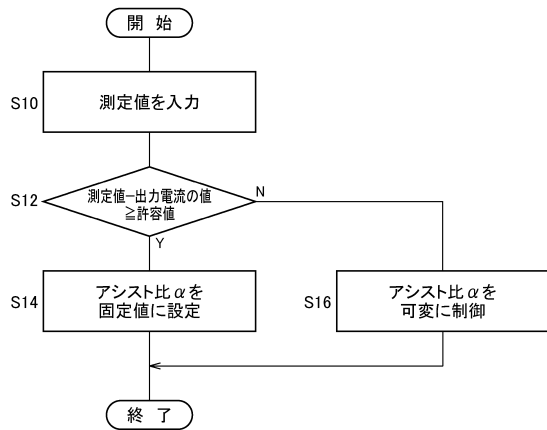 開 始
S10
測定値を入力
S12
測定値−出力電流の値
≧許容値
N
Y
S14
アシスト比αを
固定値に設定
S16
アシスト比αを
可変に制御
終 了